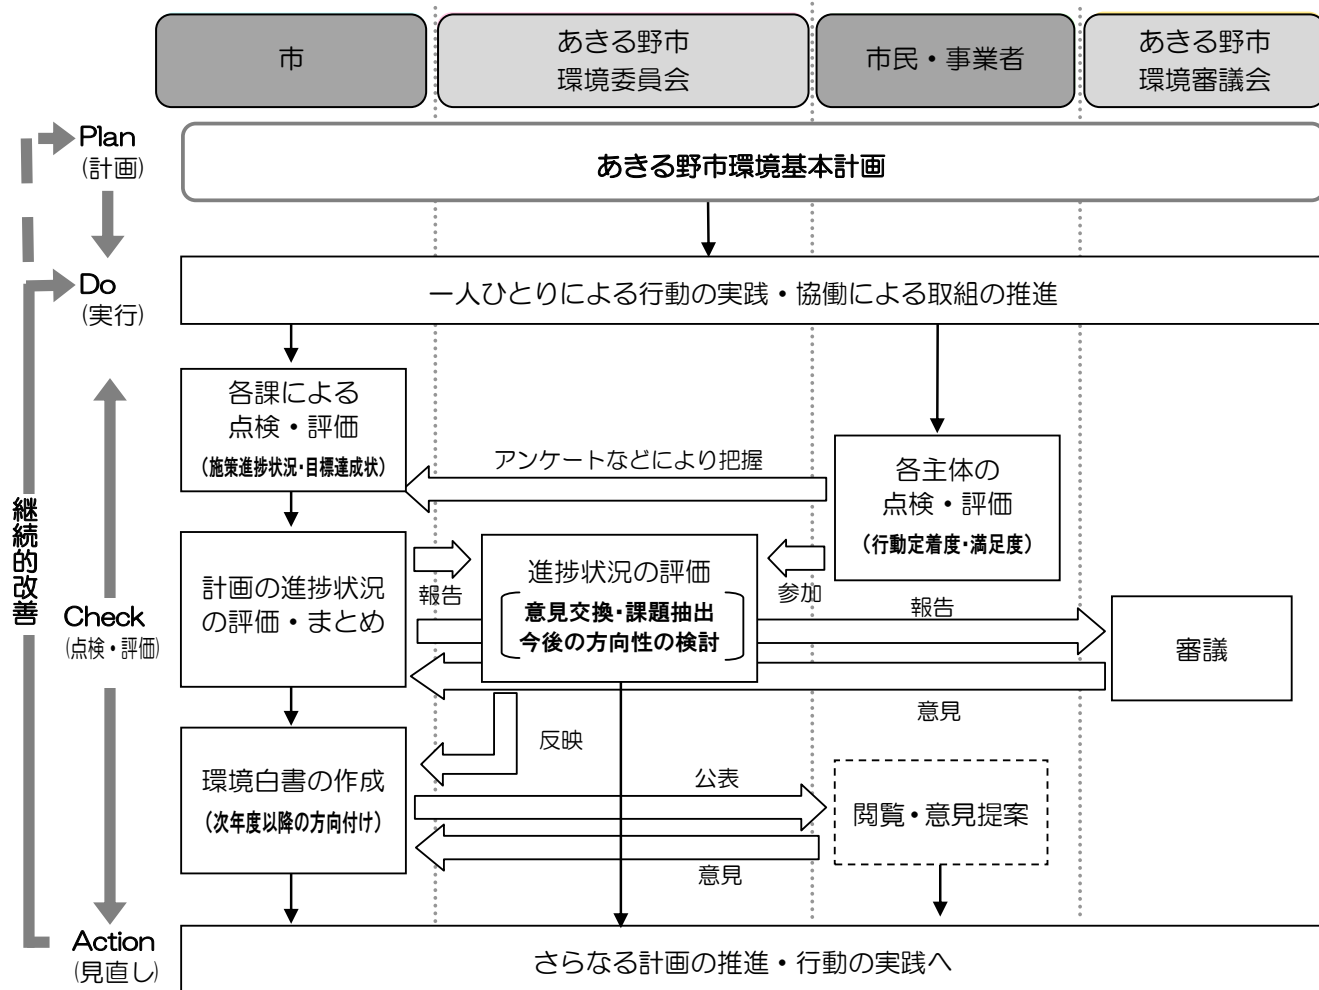 市
あきる野市
環境委員会
市民・事業者
あきる野市
環境審議会
Plan
(計画)
あきる野市環境基本計画
Do
(実行)
一人ひとりによる行動の実践・協働による取組の推進
各課による
点検・評価
(施策進捗状況・目標達成状)
アンケートなどにより把握
各主体の
点検・評価
(行動定着度・満足度)
継続的改善
Check
(点検・評価)
計画の進捗状況
の評価・まとめ
報告
進捗状況の評価
意見交換・課題抽出
今後の方向性の検討
参加
報告
審議
意見
反映
環境白書の作成
(次年度以降の方向付け)
公表
閲覧・意見提案
意見
Action
(見直し)
さらなる計画の推進・行動の実践へ